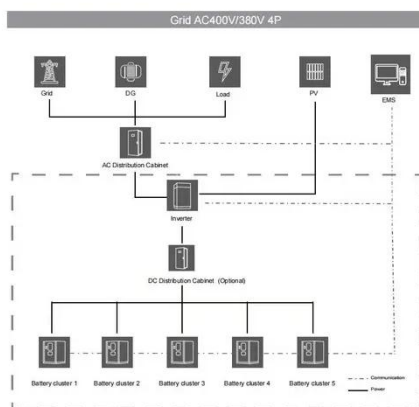 Grid AC400V/380V 4P
Grid
DG
Load
PV
EMS
AC Distribution Cabinet
Inverter
DC Distribution Cabinet (Optional)
Battery cluster 1
Battery cluster 2
Battery cluster 3
Battery cluster 4
Battery cluster 5
Communication
Power